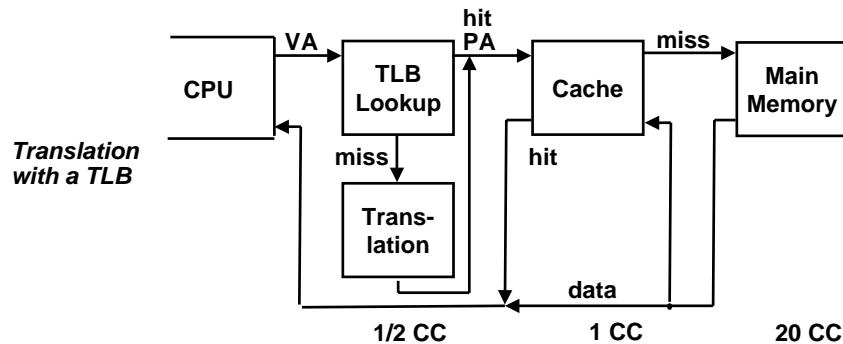 hit
VA
PA
miss
CPU
TLB
Lookup
Cache
Main
Memory
Translation
with a TLB
miss
hit
Trans-
lation
data
1/2 CC
1 CC
20 CC